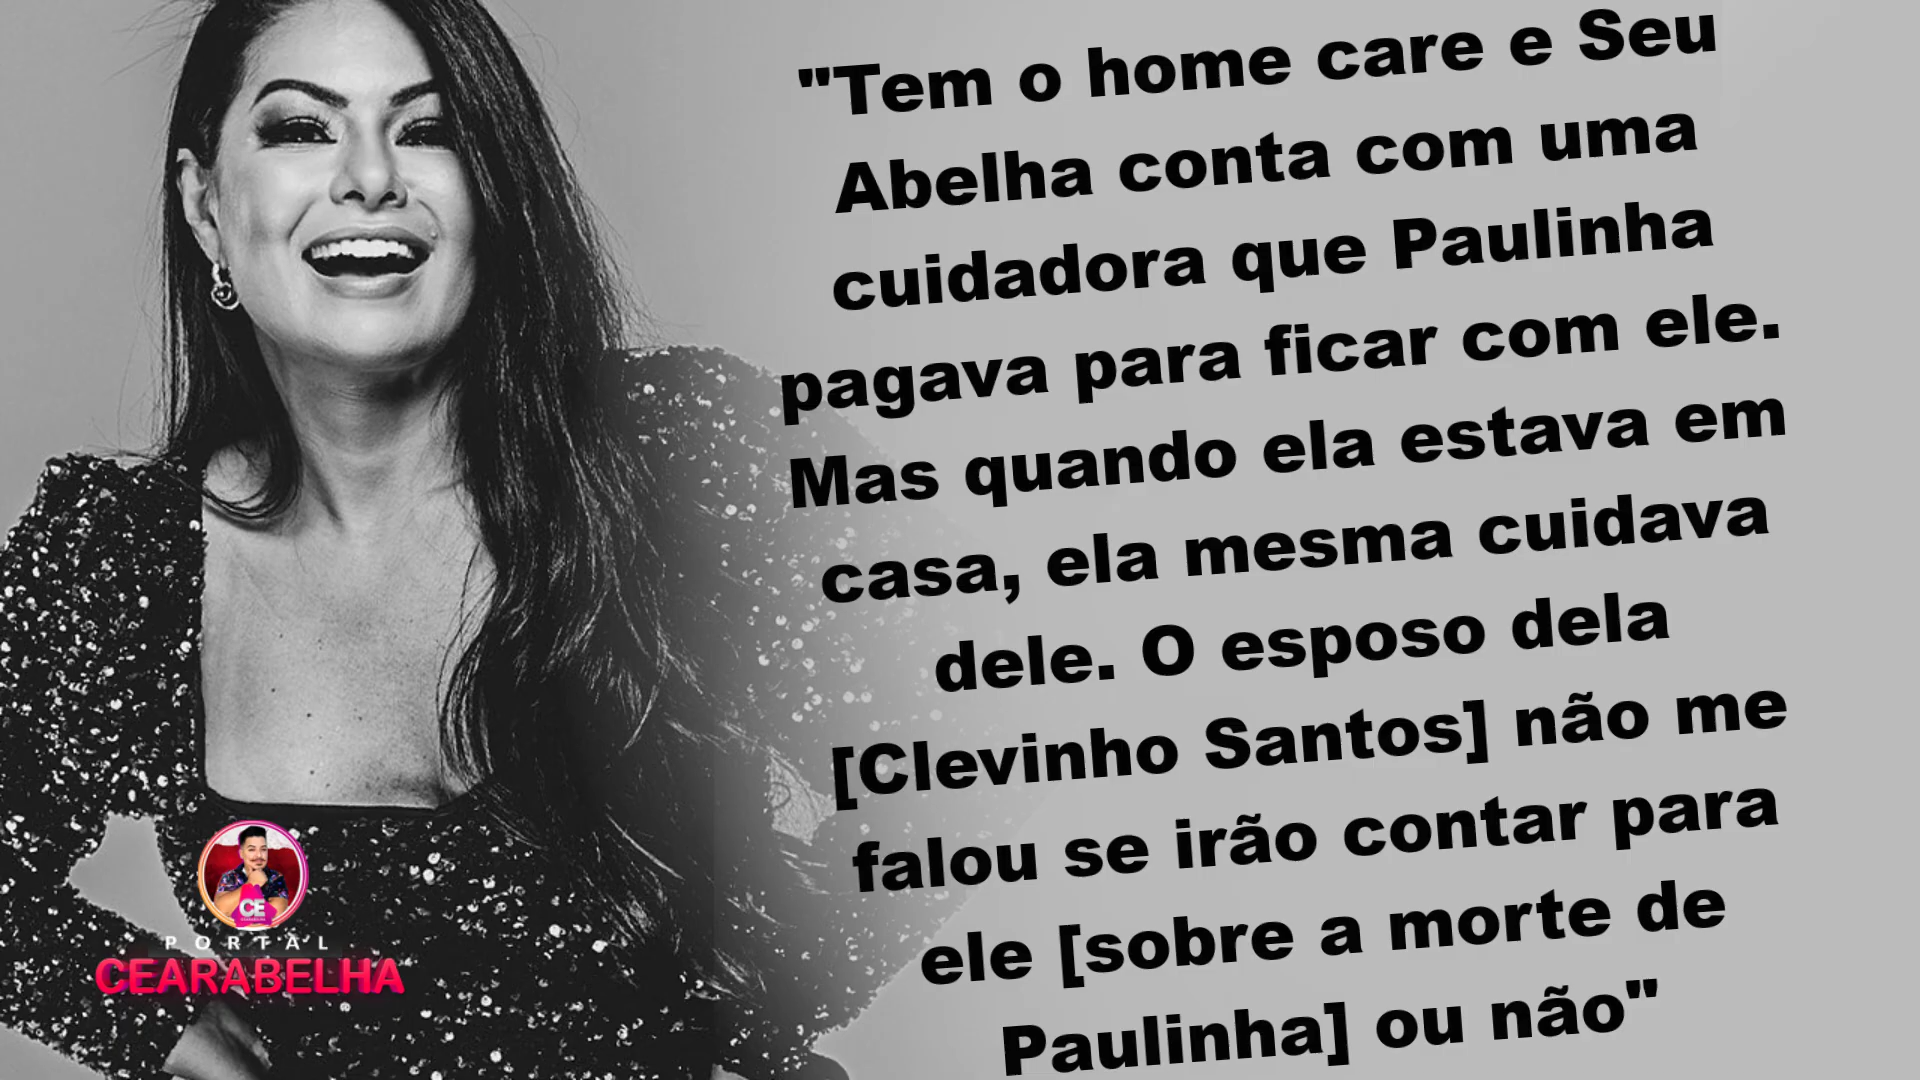 "Tem o home care e Seu
Abelha conta com uma
cuidadora que Paulinha
pagava para ficar com ele.
Mas quando ela estava em
casa, ela mesma cuidava
dele. O esposo dela
[Clevinho Santos] não me
falou se irão contar para
ele [sobre a morte de
Paulinha] ou não"
CE
CEARABELHA
PORTAL
CEARABELHA